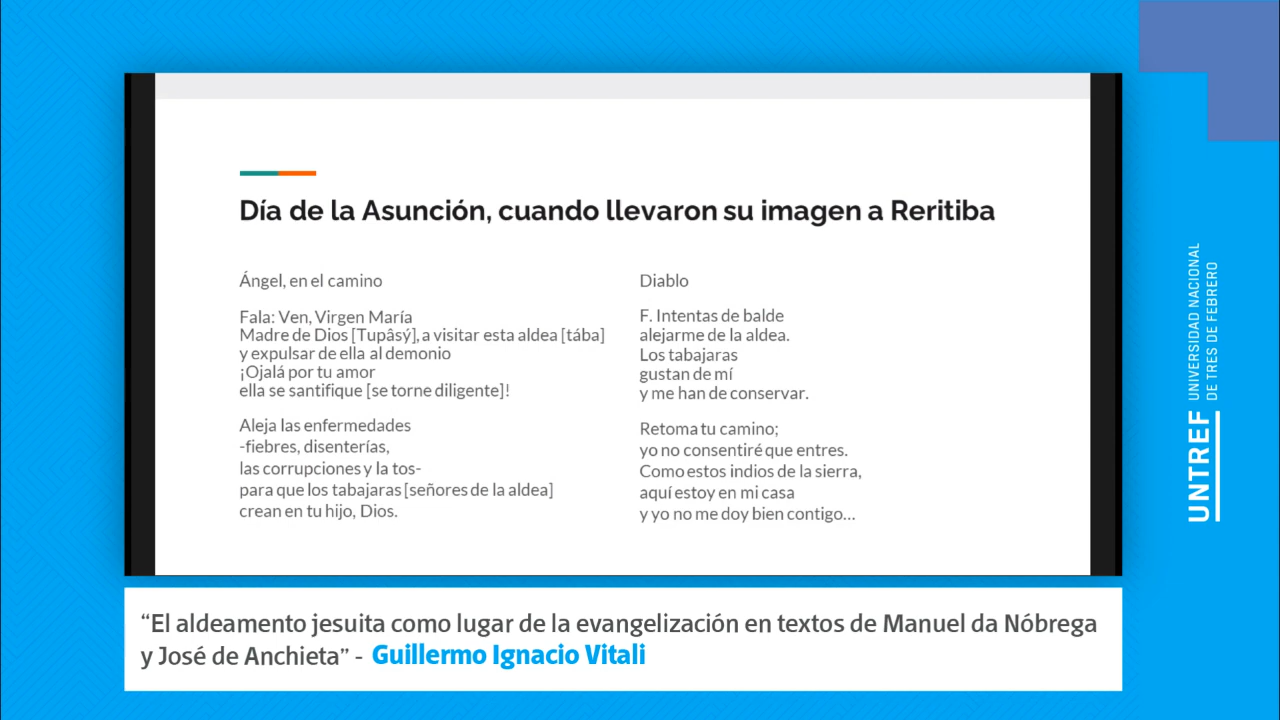 Día de la Asunción, cuando llevaron su imagen a Reritiba
Ángel, en el camino
Fala: Ven, Virgen María
Madre de Dios [Tupâsý], a visitar esta aldea [tába]
y expulsar de ella al demonio
¡Ojalá por tu amor
ella se santifique [se torne diligente]!
Aleja las enfermedades
-fiebres, disenterías,
las corrupciones y la tos-
para que los tabajaras [señores de la aldea]
crean en tu hijo, Dios.
Diablo
F. Intentas de balde
alejarme de la aldea.
Los tabajaras
gustan de mí
y me han de conservar.
Retoma tu camino;
yo no consentiré que entres.
Como estos indios de la sierra,
aquí estoy en mi casa
y yo no me doy bien contigo...
UNTREF
UNIVERSIDAD NACIONAL
DE TRES DE FEBRERO
“El aldeamento jesuita como lugar de la evangelización en textos de Manuel da Nóbrega
y José de Anchieta” - Guillermo Ignacio Vitali